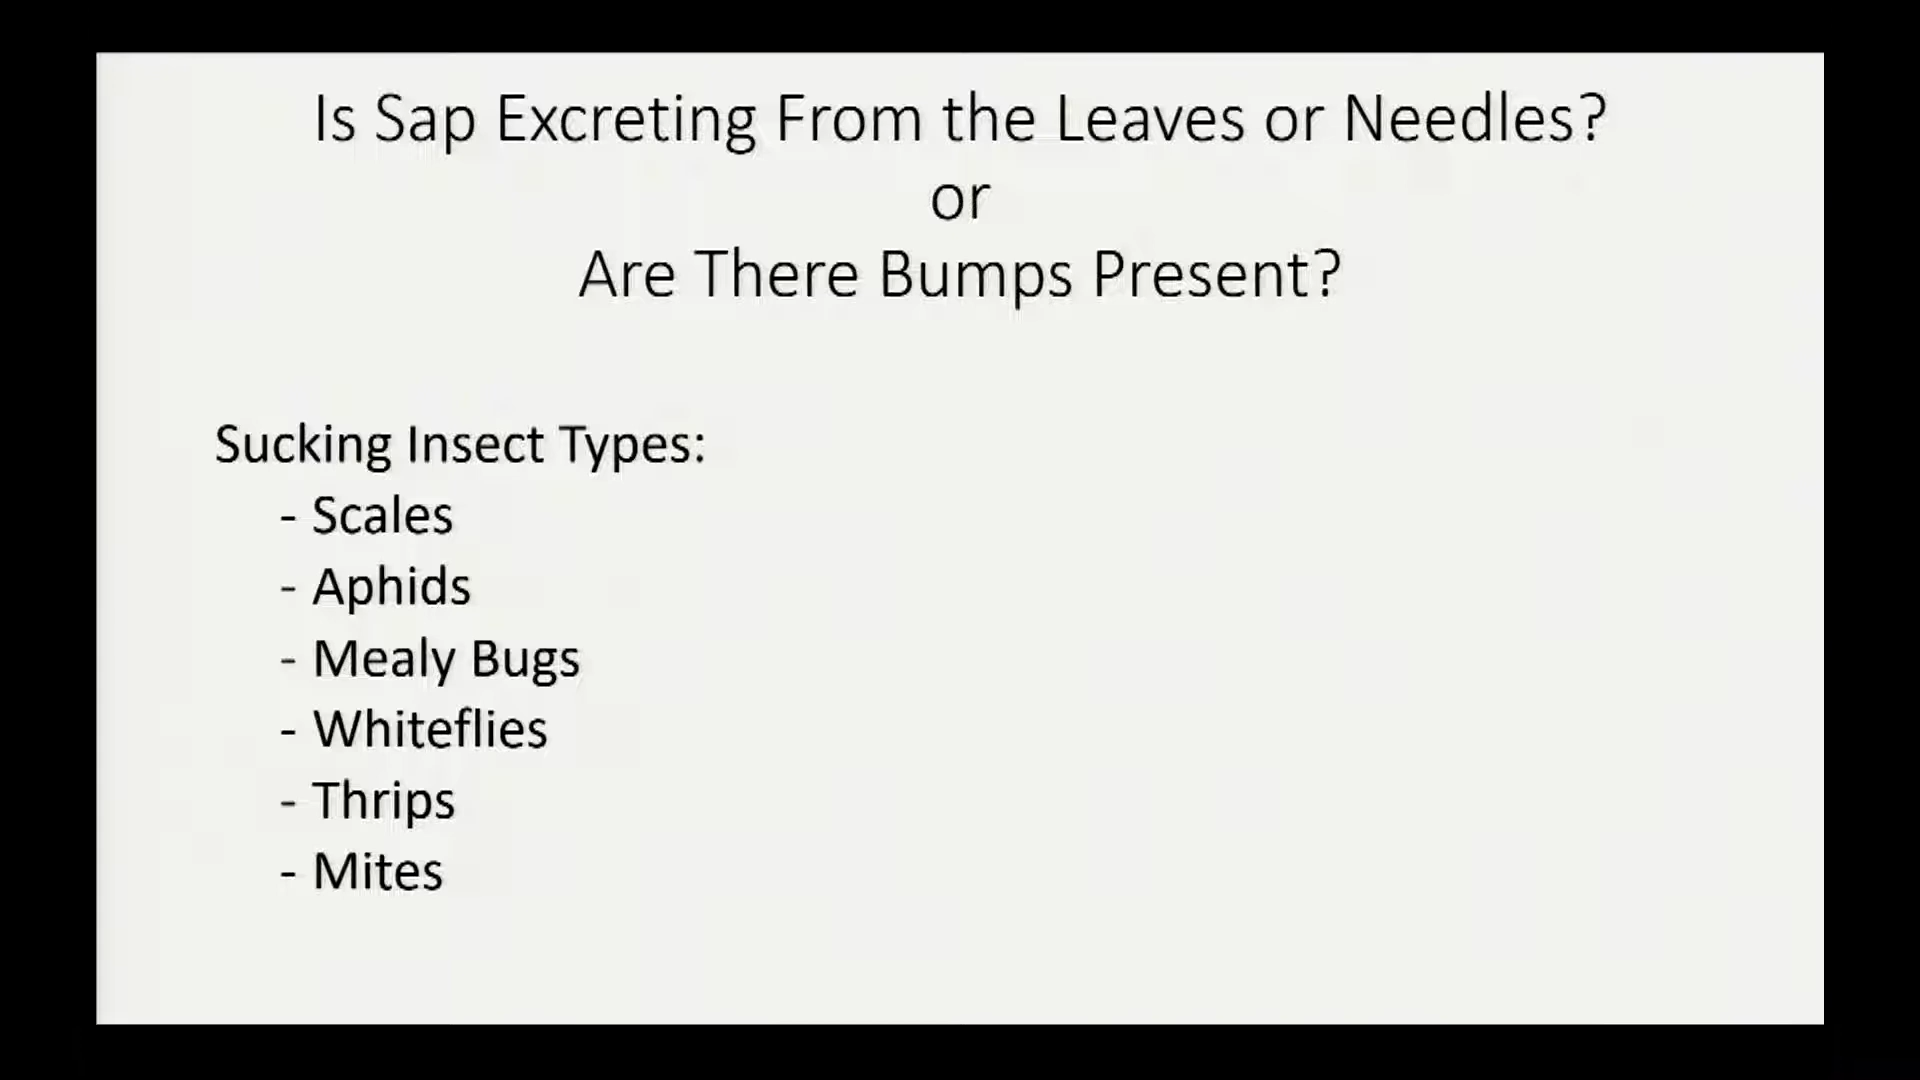 Is Sap Excreting From the Leaves or Needles?
or
Are There Bumps Present?
Sucking Insect Types:
- Scales
- Aphids
- Mealy Bugs
- Whiteflies
- Thrips
- Mites